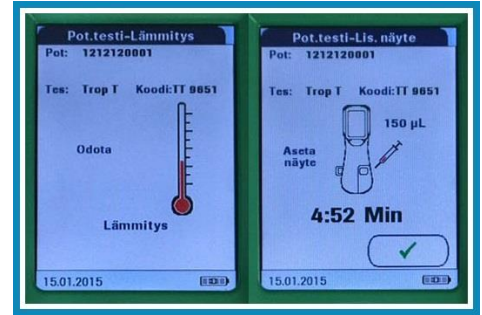 Pot.testi-Lämmitys
Pot: 1212120001
Tes: Trop T Koodi:TT 9651
Odota
Lämmitys
15.01.2015
Pot.testi-Lis. näyte
Pot: 1212120001
Tes: Trop T Koodi:TT 9651
150 µL
Aseta
näyte
4:52 Min
15.01.2015